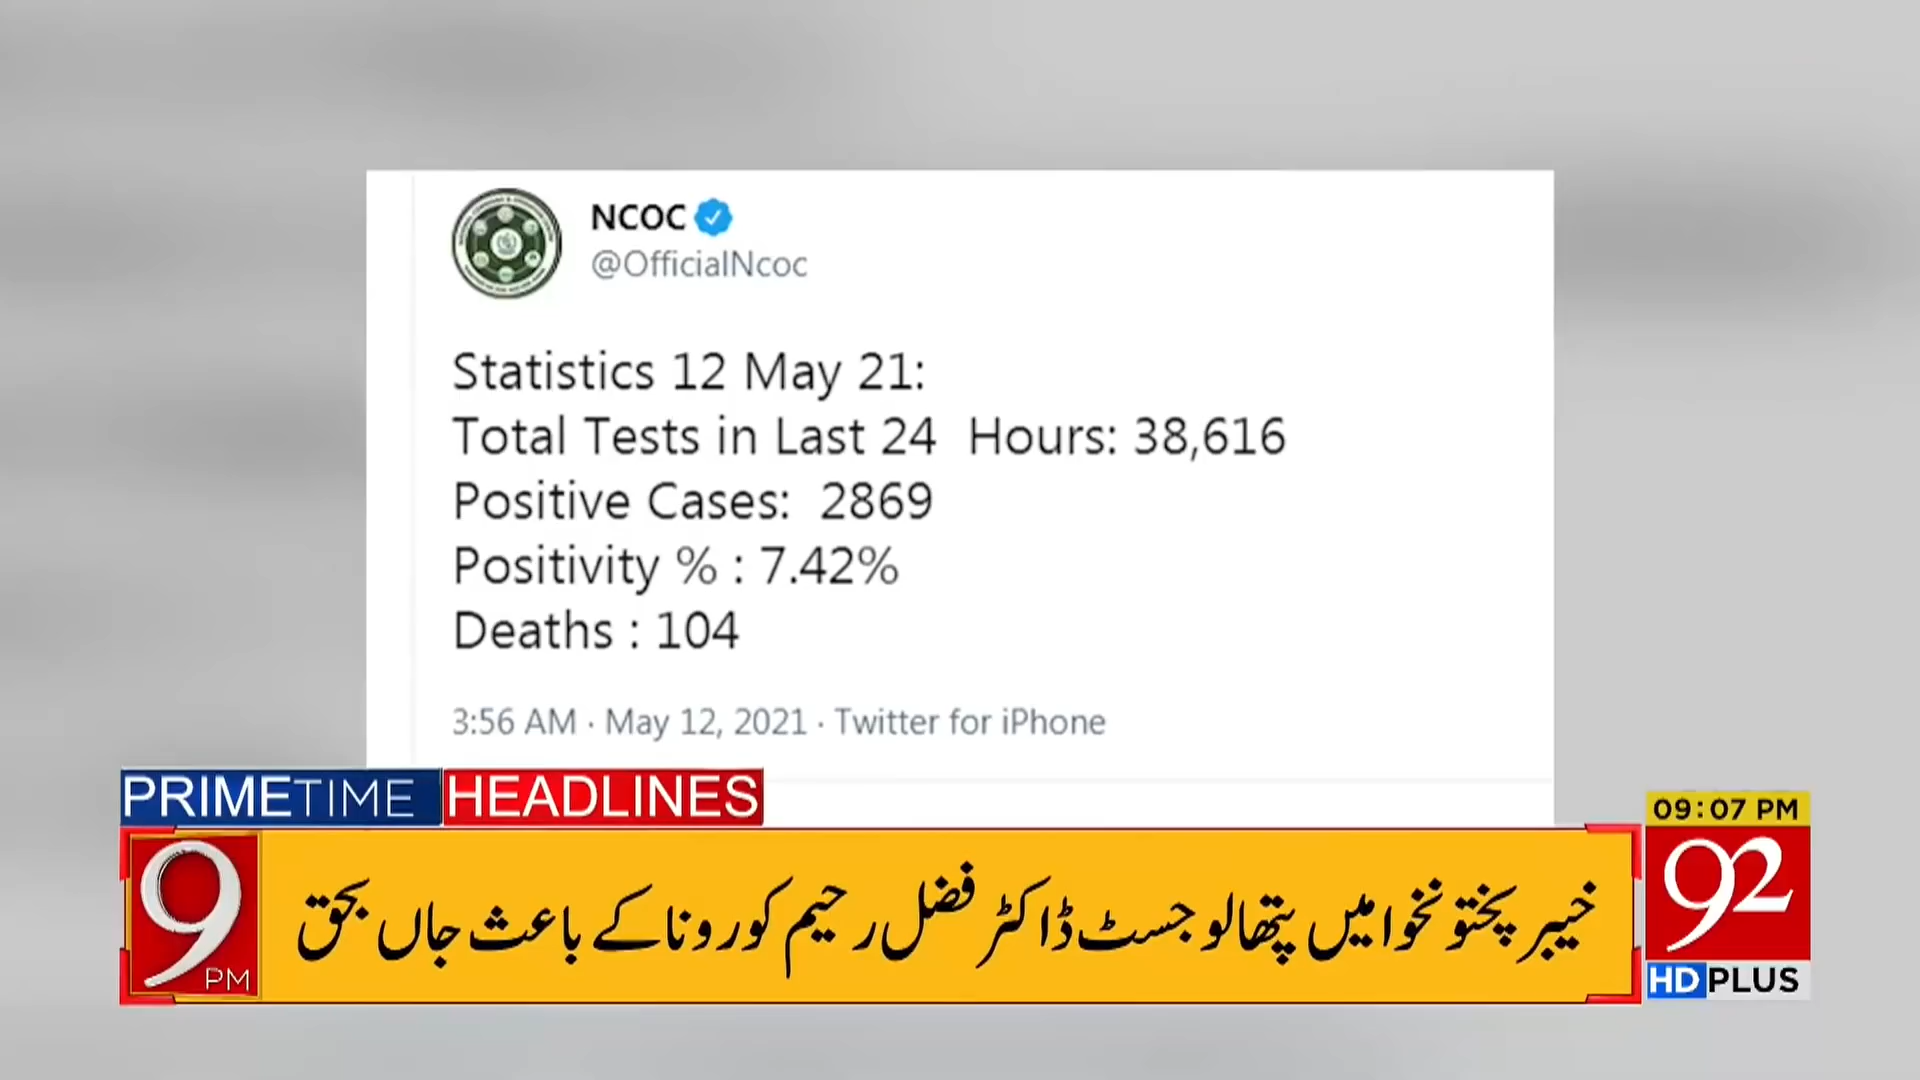 NCOC
@OfficialNcoc
Statistics 12 May 21:
Total Tests in Last 24 Hours: 38,616
Positive Cases: 2869
Positivity % : 7.42%
Deaths : 104
3:56 AM · May 12, 2021 · Twitter for iPhone
PRIMETIME HEADLINES
9 PM
خیبر پختونخوا میں پتھالوجسٹ ڈاکٹر فضل رحیم کورونا کے باعث جاں بحق
09:07 PM
92
HD PLUS